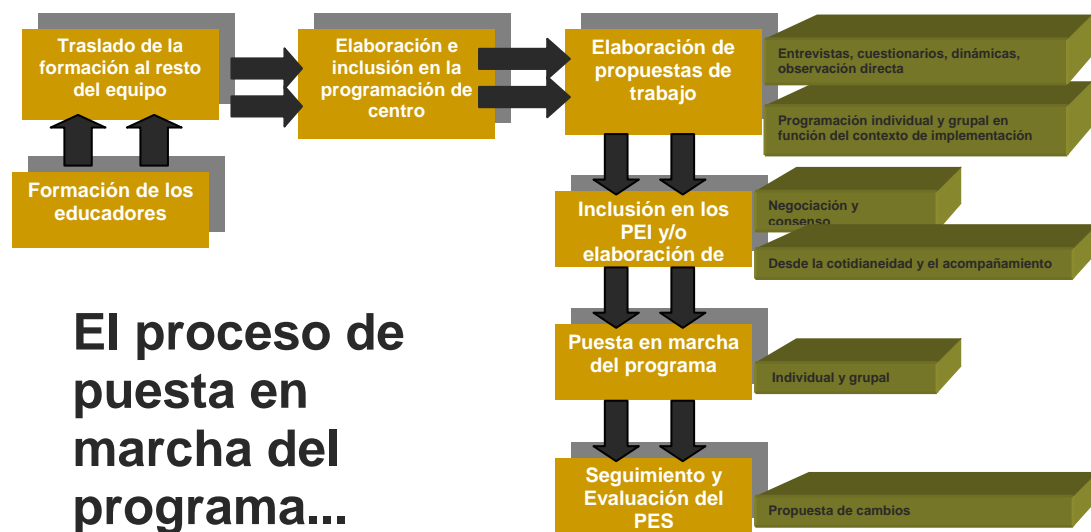 Traslado de la
formación al resto
del equipo
Elaboración e
inclusión en la
programación de
centro
Elaboración de
propuestas de
trabajo
Entrevistas, cuestionarios, dinámicas,
observación directa
Programación individual y grupal en
función del contexto de implementación
Formación de los
educadores
Inclusión en los
PEI y/o
elaboración de
Negociación y
consenso
Desde la cotidianeidad y el acompañamiento
El proceso de
puesta en
marcha del
programa...
Puesta en marcha
del programa
Individual y grupal
Seguimiento y
Evaluación del
PES
Propuesta de cambios